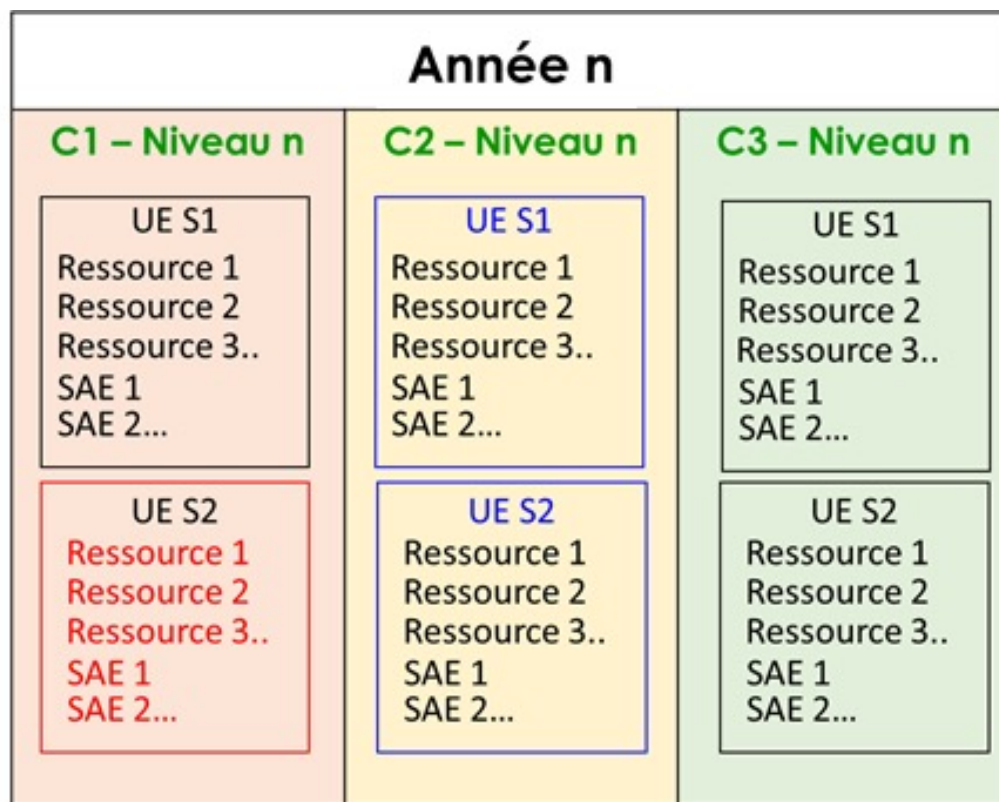 Année n
C1 – Niveau n
UE S1
Ressource 1
Ressource 2
Ressource 3..
SAE 1
SAE 2...
UE S2
Ressource 1
Ressource 2
Ressource 3..
SAE 1
SAE 2...
C2 – Niveau n
UE S1
Ressource 1
Ressource 2
Ressource 3..
SAE 1
SAE 2...
UE S2
Ressource 1
Ressource 2
Ressource 3..
SAE 1
SAE 2...
C3 – Niveau n
UE S1
Ressource 1
Ressource 2
Ressource 3..
SAE 1
SAE 2...
UE S2
Ressource 1
Ressource 2
Ressource 3..
SAE 1
SAE 2...